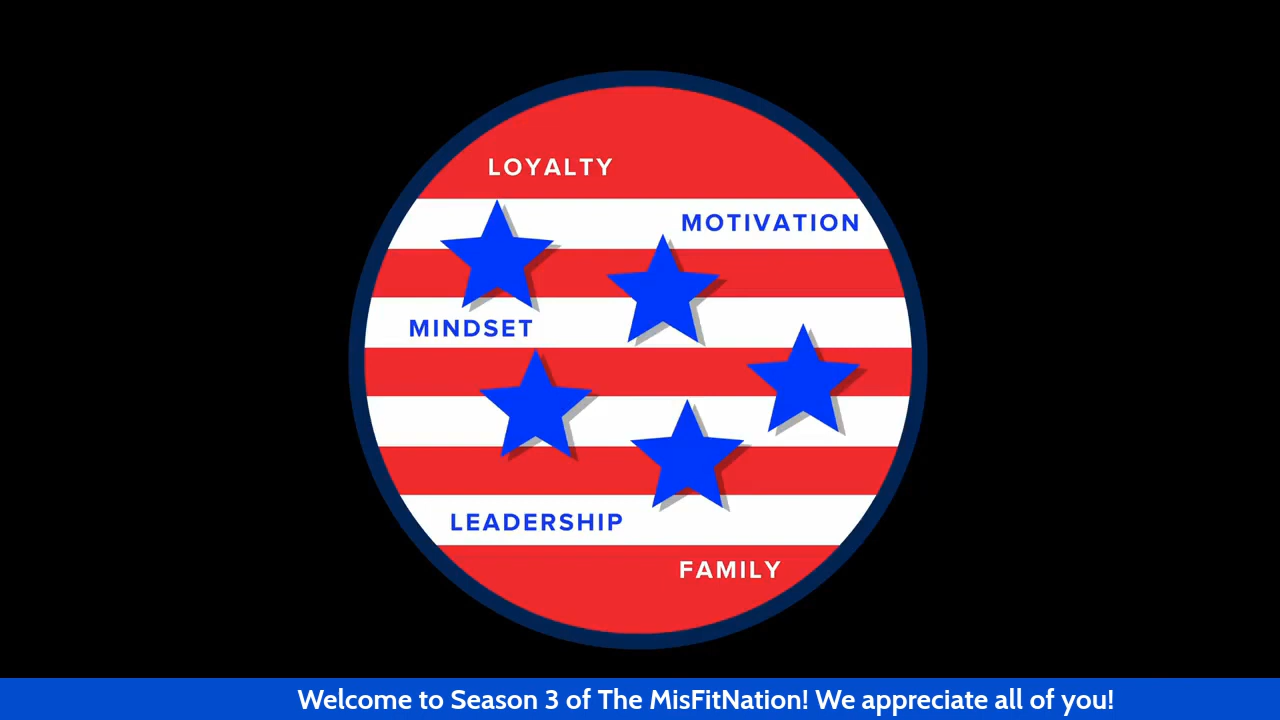 LOYALTY
MOTIVATION
MINDSET
LEADERSHIP
FAMILY
Welcome to Season 3 of The MisFitNation! We appreciate all of you!